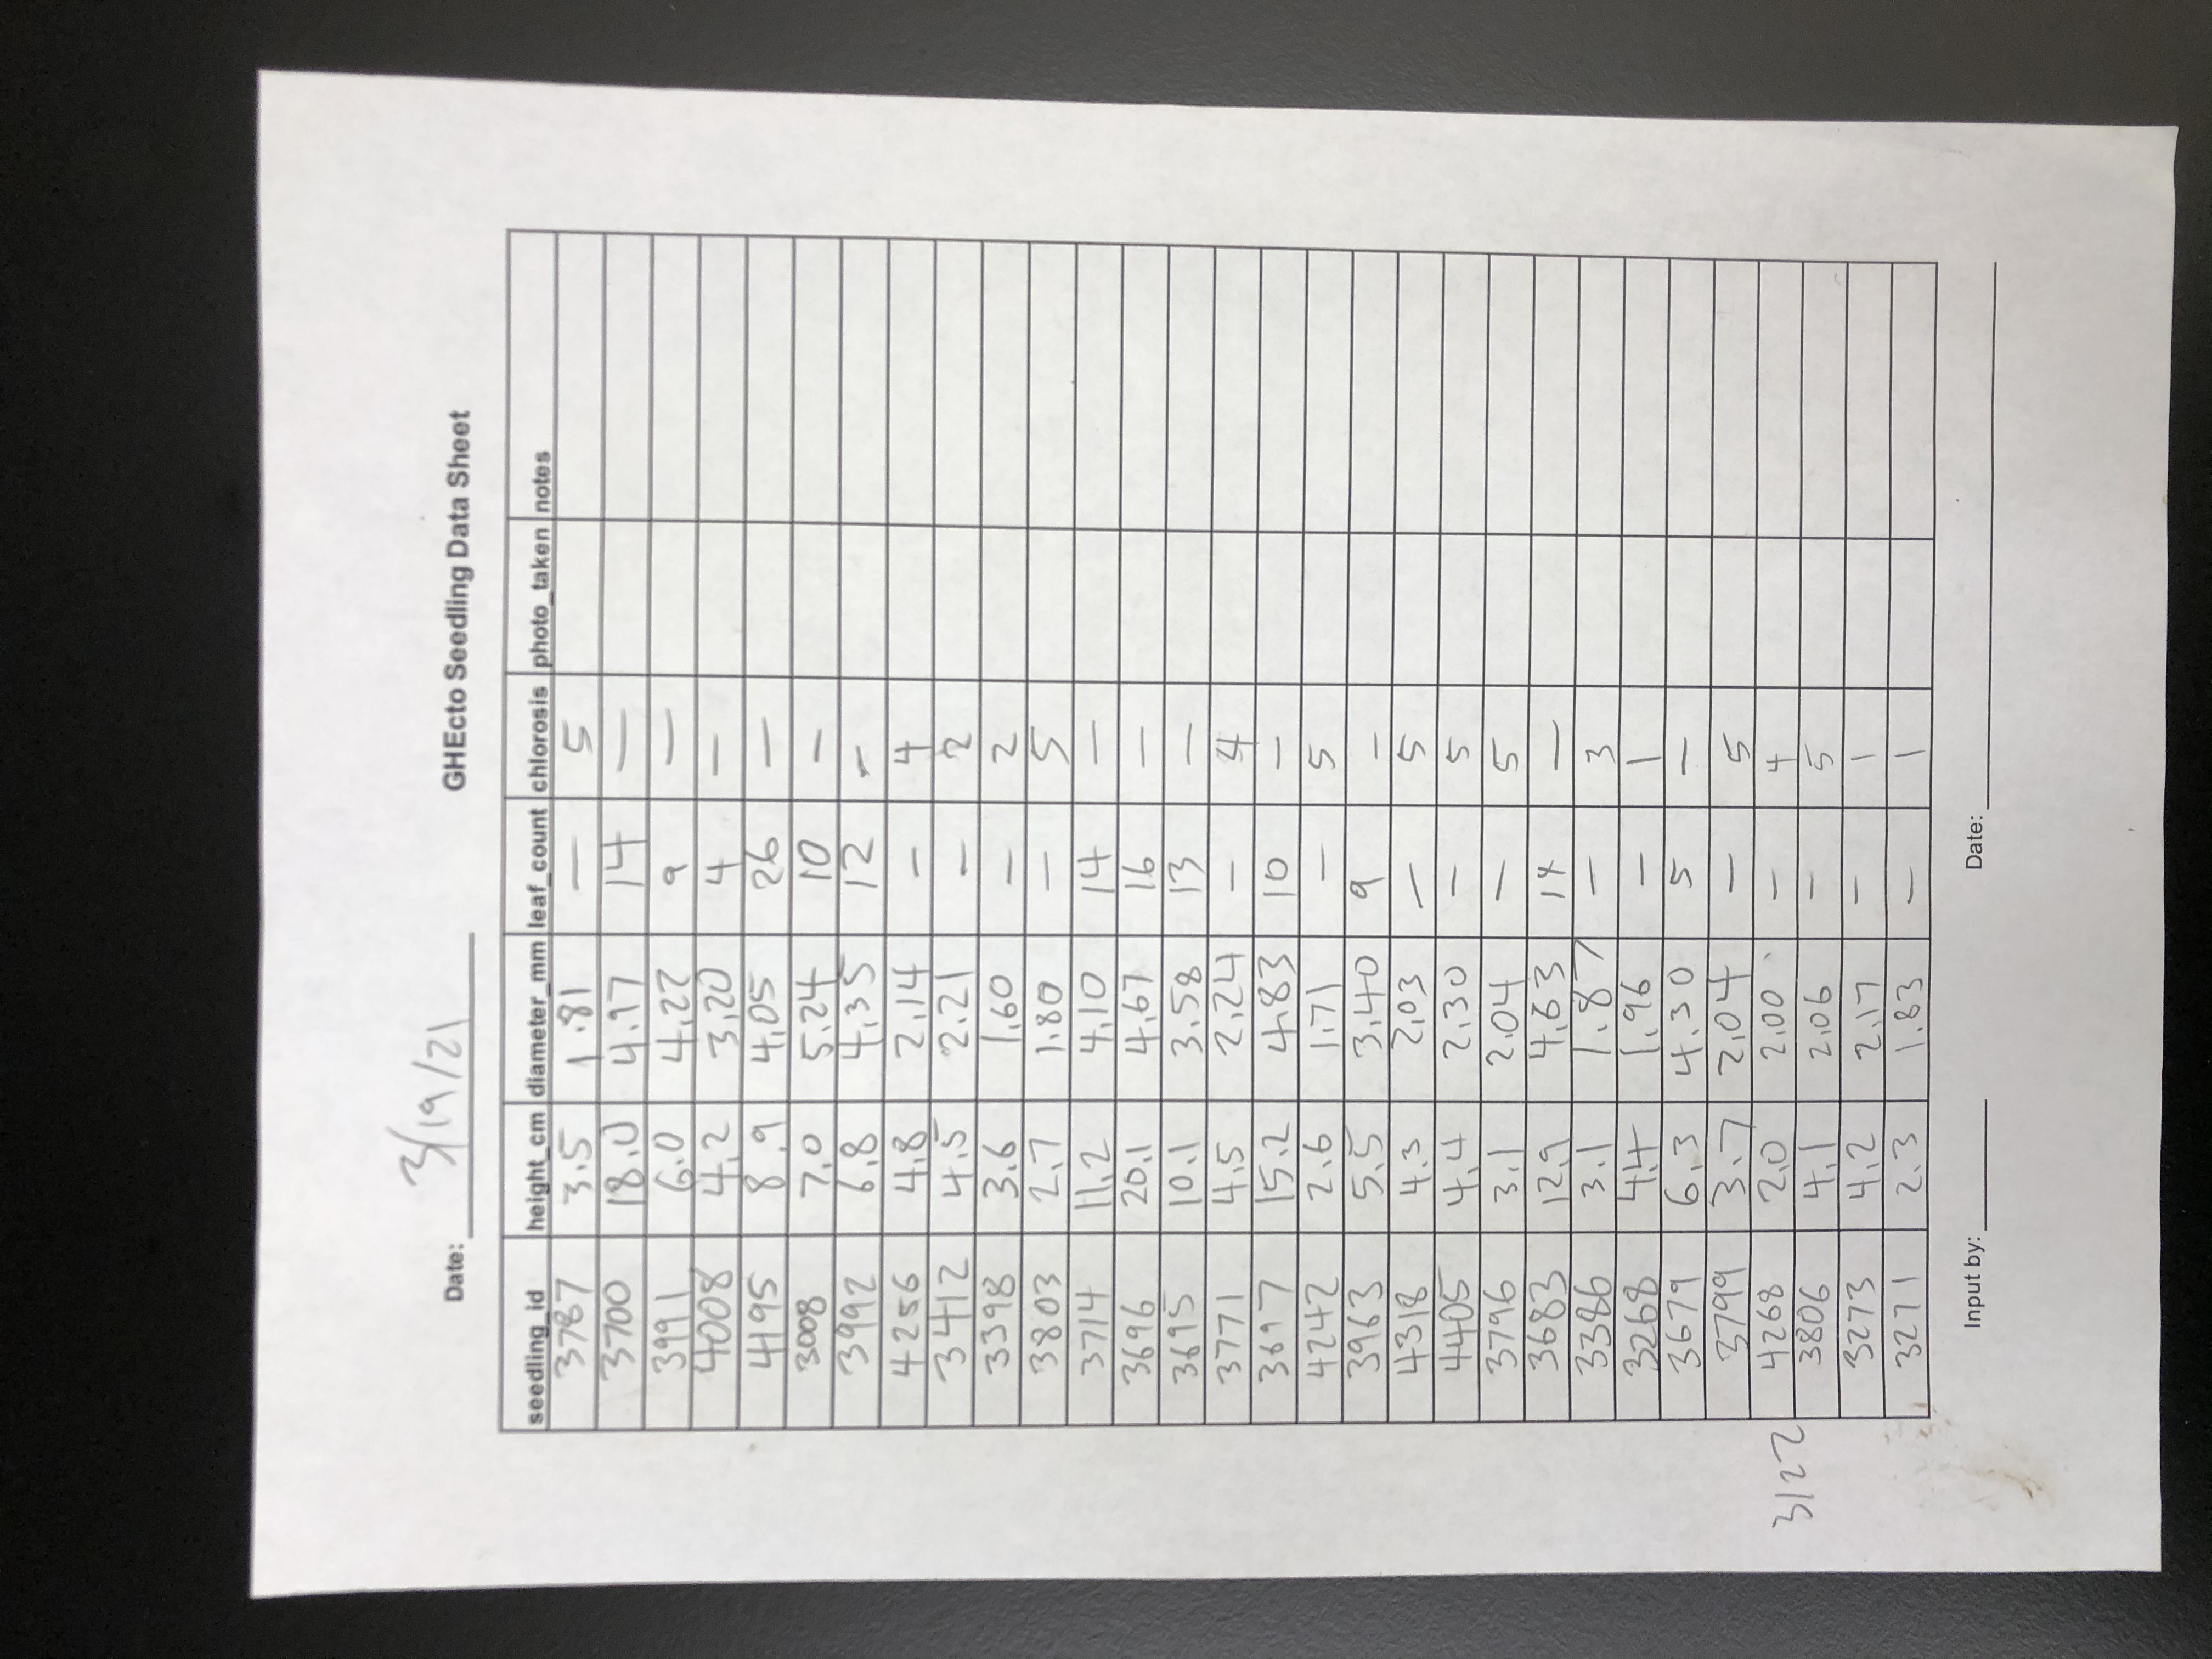 Date: 3/19/21
GHEcto Seedling Data Sheet
seedling_id height_cm diameter_mm leaf_count chlorosis photo_taken notes
3787 3.5 1.81 — 5
3700 18.0 4.97 14 —
3991 6.0 4.22 9 —
4008 4.2 3.20 4 —
4195 8.9 4.05 26 —
3008 7.0 5.24 10 —
3992 6.8 4.35 12 -
4256 4.8 2.14 — 4
3412 4.5 2.21 — 2
3398 3.6 1.60 — 2
3803 2.7 1.80 — 5
3714 11.2 4.10 14 —
3696 20.1 4.67 16 —
3695 10.1 3.58 13 —
3771 4.5 2.24 — 4
3697 15.2 4.83 10 —
4242 2.6 1.71 — 5
3963 5.5 3.40 9 —
4318 4.3 2.03 — 5
4405 4.4 2.30 — 5
3796 3.1 2.04 — 5
3683 12.9 4.63 14 —
3386 3.1 1.87 — 3
3268 4.4 1.96 — 1
3679 6.3 4.30 5 —
3799 3.7 2.04 — 5
3/22 4268 2.0 2.00 — 4
3806 4.1 2.06 — 5
3273 4.2 2.17 — 1
3271 2.3 1.83 — 1
Input by: Date: